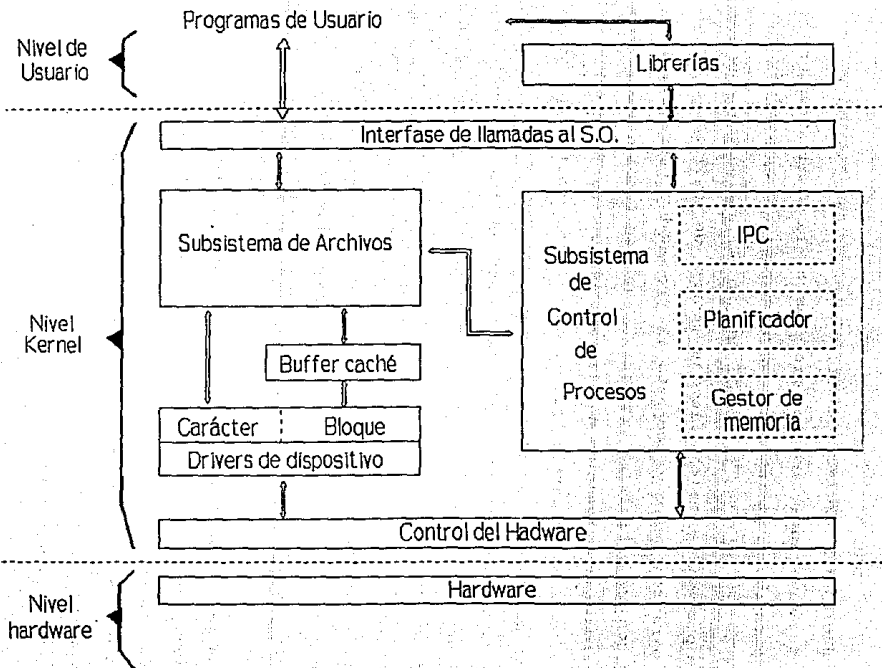 Programas de Usuario
Nivel de
Usuario
Librerías
Interfase de llamadas al S.O.
Subsistema de Archivos
Subsistema
de
Control
de
Procesos
IPC
Planificador
Gestor de
memoria
Nivel
Kernel
Buffer caché
Carácter
Bloque
Drivers de dispositivo
Control del Hadware
Hardware
Nivel
hardware